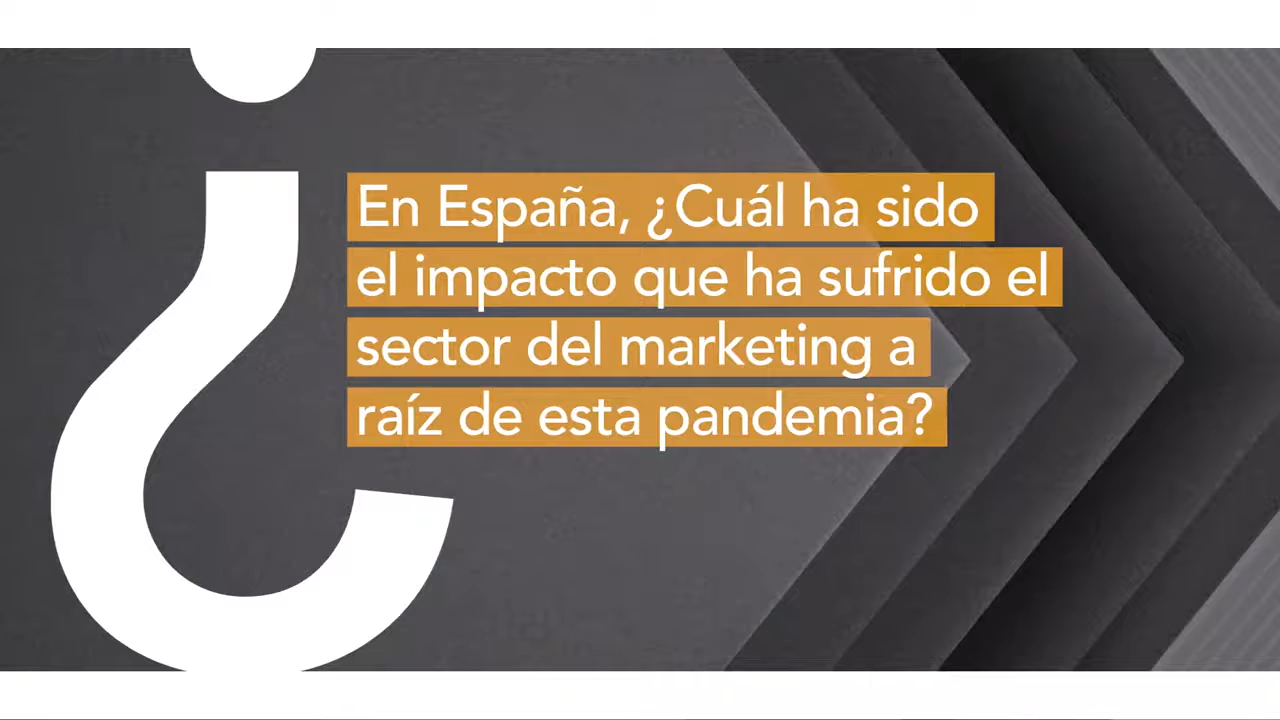 ¿
En España, ¿Cuál ha sido
el impacto que ha sufrido el
sector del marketing a
raíz de esta pandemia?